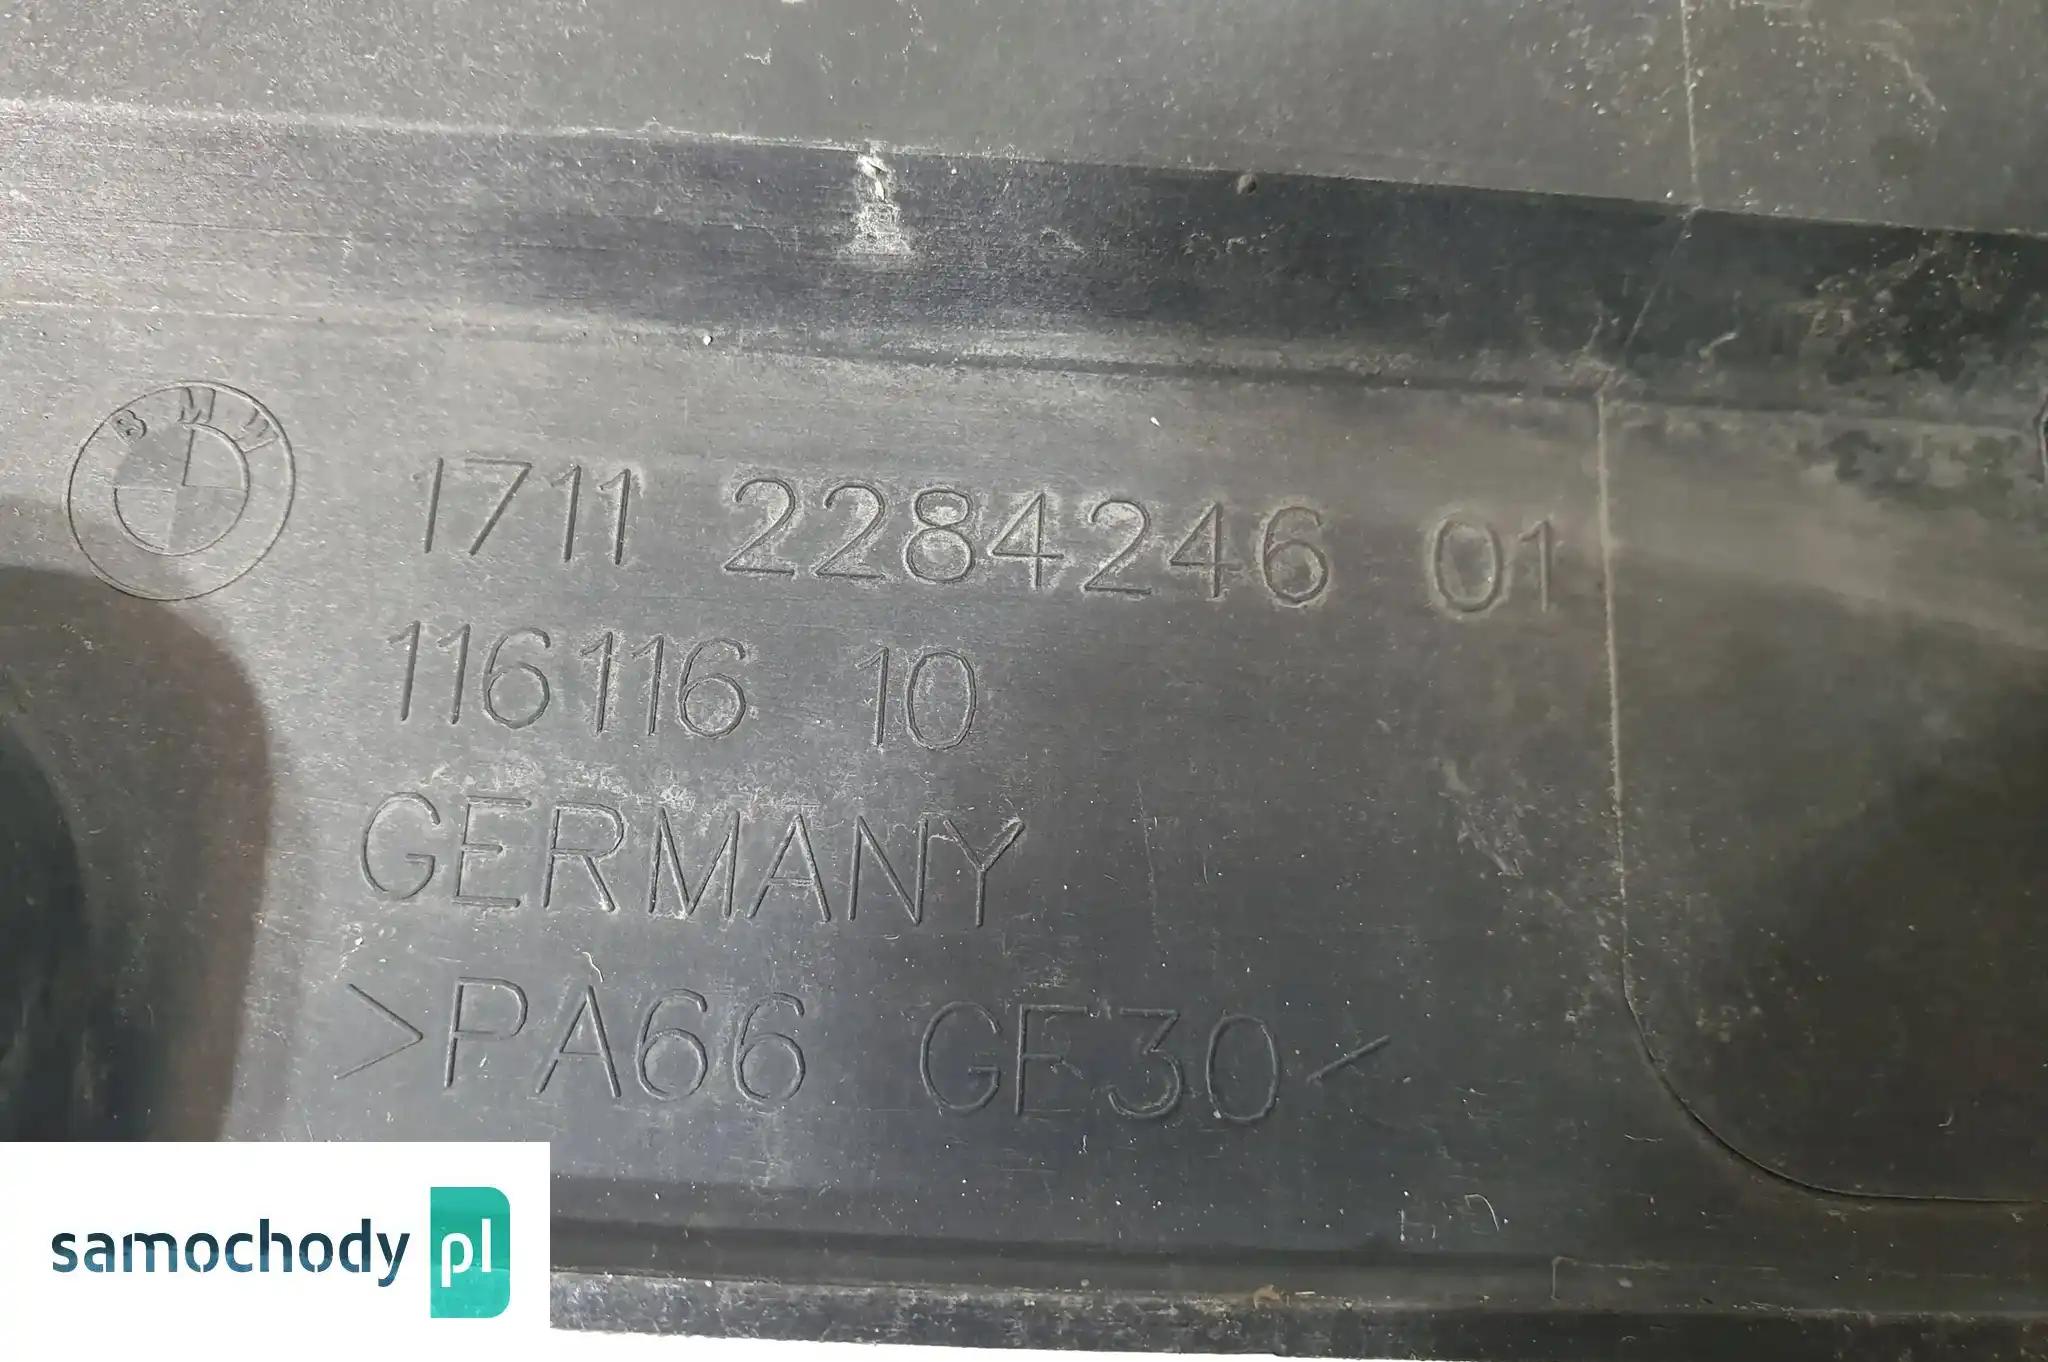 BMW
1711 2284246 01
116116 10
GERMANY
>PA66 GF30<
samochody pl